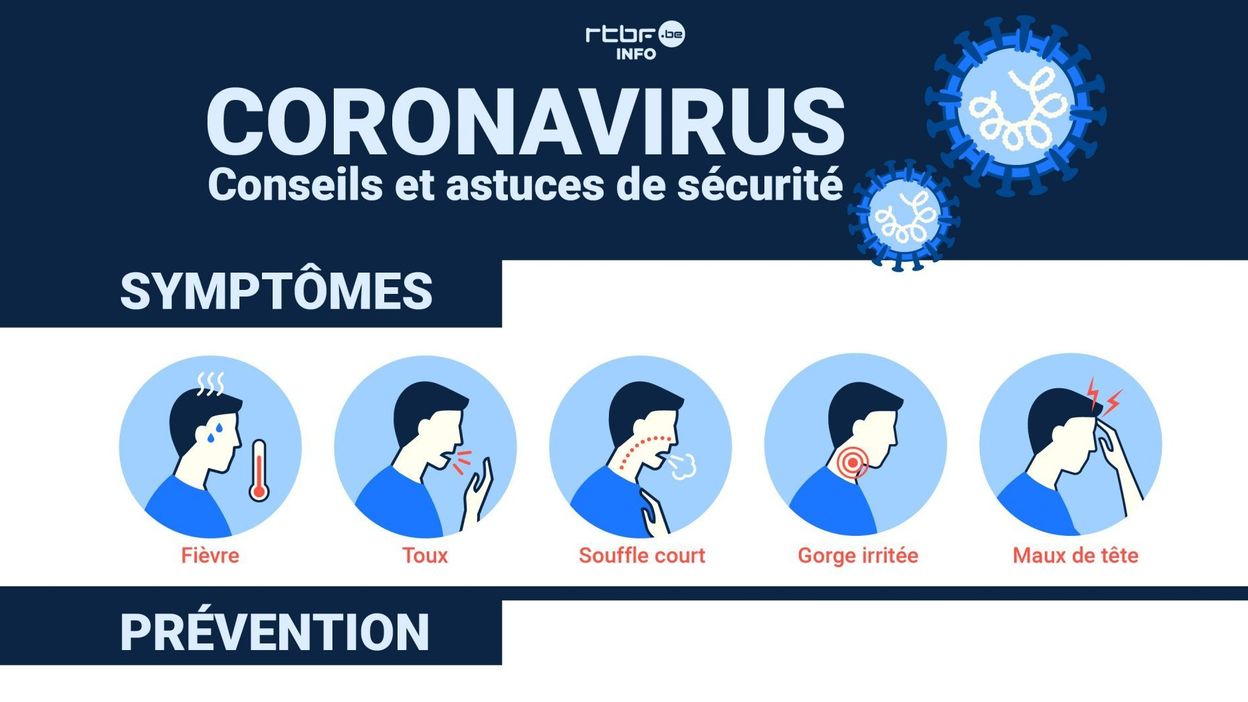 rtbf.be
INFO
CORONAVIRUS
Conseils et astuces de sécurité
SYMPTÔMES
Fièvre
Toux
Souffle court
Gorge irritée
Maux de tête
PRÉVENTION